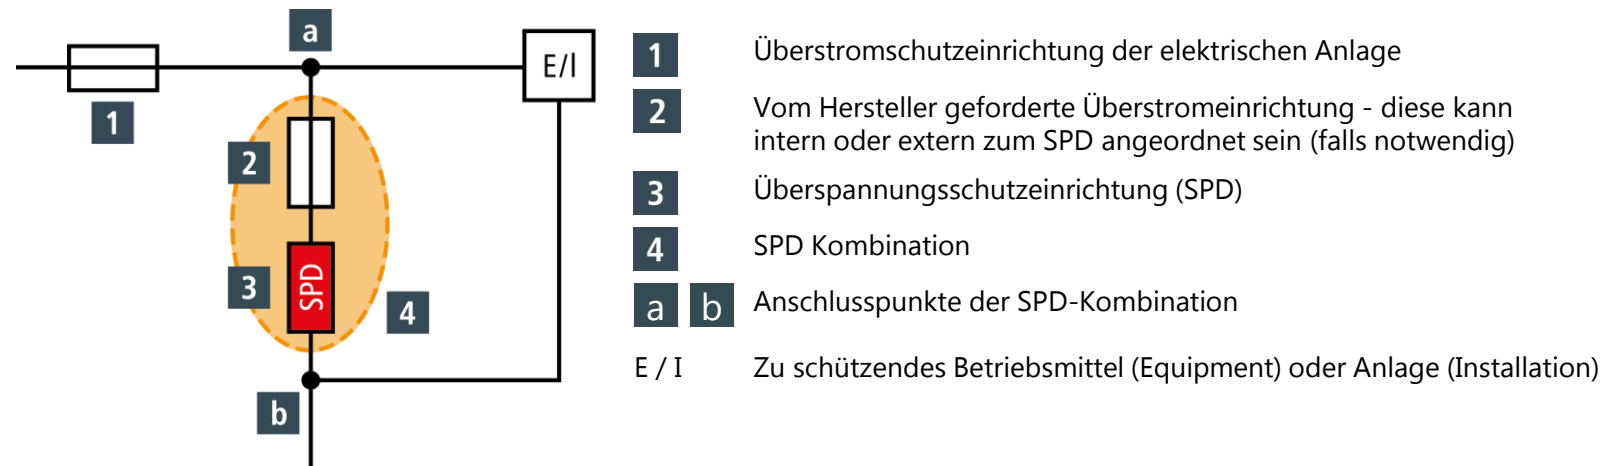 a
E/I
1
2
3
SPD
4
b
1 Überstromschutzeinrichtung der elektrischen Anlage
2 Vom Hersteller geforderte Überstromeinrichtung - diese kann
intern oder extern zum SPD angeordnet sein (falls notwendig)
3 Überspannungsschutzeinrichtung (SPD)
4 SPD Kombination
a b Anschlusspunkte der SPD-Kombination
E / I Zu schützendes Betriebsmittel (Equipment) oder Anlage (Installation)